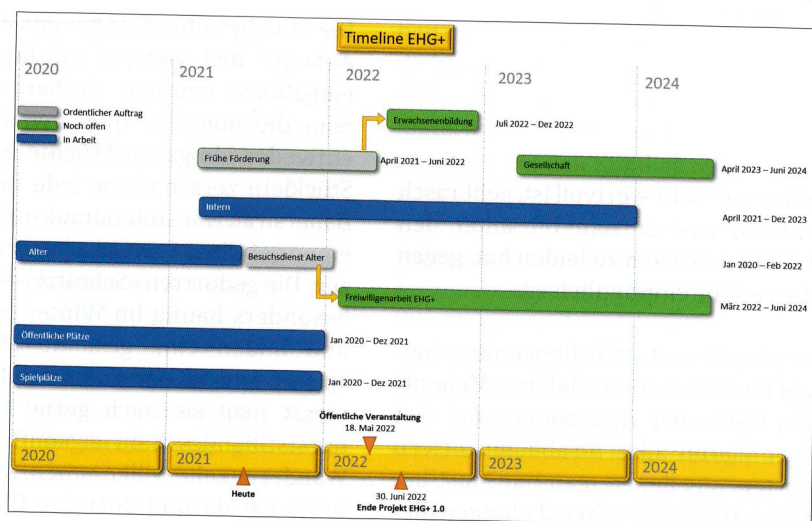 Timeline EHG+
2020
2021
2022
2023
2024
Ordentlicher Auftrag
Noch offen
In Arbeit
Erwachsenenbildung
Juli 2022 – Dez 2022
Frühe Förderung
April 2021 – Juni 2022
Gesellschaft
April 2023 – Juni 2024
Intern
April 2021 – Dez 2023
Alter
Besuchsdienst Alter
Jan 2020 – Feb 2022
Freiwilligenarbeit EHG+
März 2022 – Juni 2024
Öffentliche Plätze
Jan 2020 – Dez 2021
Spielplätze
Jan 2020 – Dez 2021
Öffentliche Veranstaltung
18. Mai 2022
2020
2021
2022
2023
2024
Heute
30. Juni 2022
Ende Projekt EHG+ 1.0